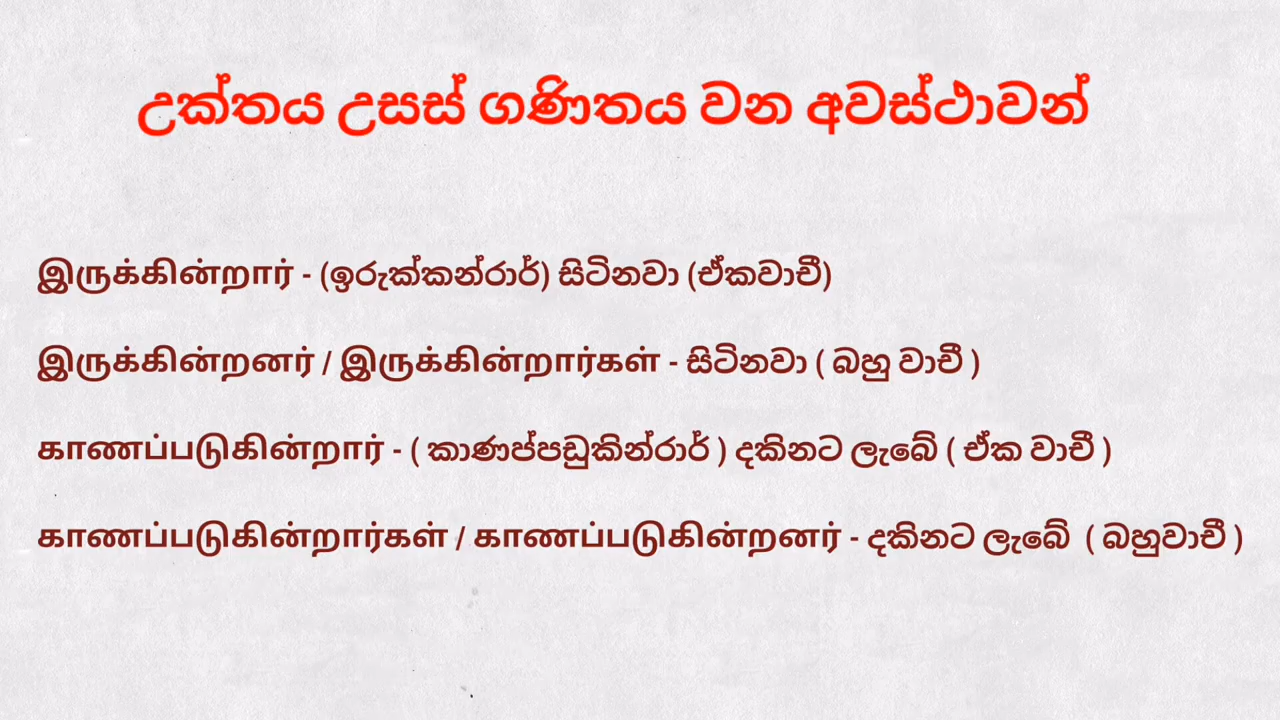 උක්තය උසස් ගණිතය වන අවස්ථාවන්
இருக்கின்றார் - (ඉරුක්කන්රාර්) සිටිනවා (ඒකවාචී)
இருக்கின்றனர் / இருக்கின்றார்கள் - සිටිනවා ( බහු වාචී )
காணப்படுகின்றார் - ( කාණප්පඩුකින්රාර් ) දකිනට ලැබේ ( ඒක වාචී )
காணப்படுகின்றார்கள் / காணப்படுகின்றனர் - දකිනට ලැබේ ( බහුවාචී )